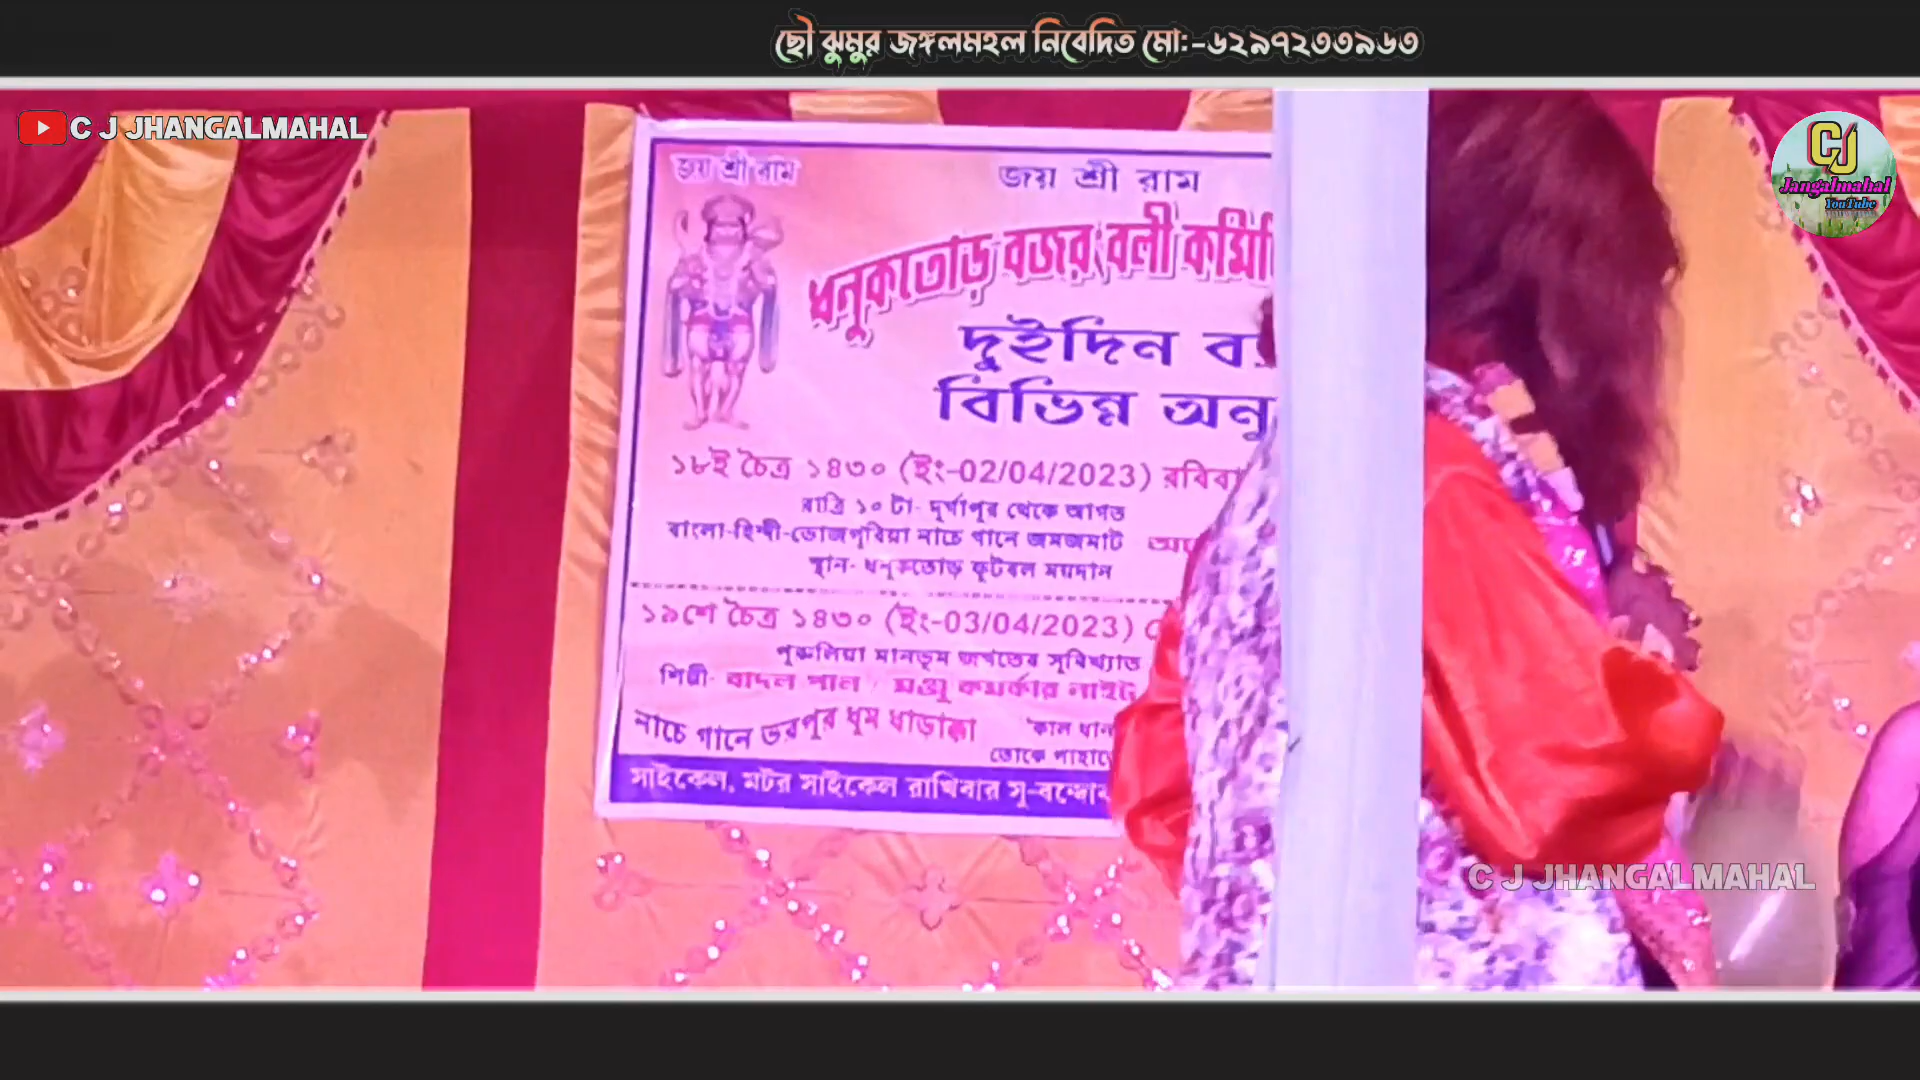 ছৌ ঝুমুর জঙ্গলমহল নিবেদিত মো:-৬২৯৭২৩৩৯৬৩
C J JHANGALMAHAL
CJ
Jangalmahal
YouTube
জয় শ্রী রাম
জয় শ্রী রাম
ধনুকতোড় বজরংবলী কমিটি
দুইদিন ব
বিভিন্ন অনু
১৮ই চৈত্র ১৪৩০ (ইং-02/04/2023) রবিবা
রাত্রি ১০ টা- দূর্গাপুর থেকে আগত
বাংলা-হিন্দী-ভোজপুরিয়া নাচে গানে জমজমাট
স্থান- ধনুকতোড় ফুটবল ময়দান
১৯শে চৈত্র ১৪৩০ (ইং-03/04/2023)
পুরুলিয়া মানভূম জগতের সুবিখ্যাত
শিল্পী- বাদল পাল / মঞ্জু কর্মকার নাইট
নাচে গানে ভরপুর ধুম ধাড়াক্কা
তোকে
সাইকেল, মটর সাইকেল রাখিবার সু-বন্দোব
C J JHANGALMAHAL